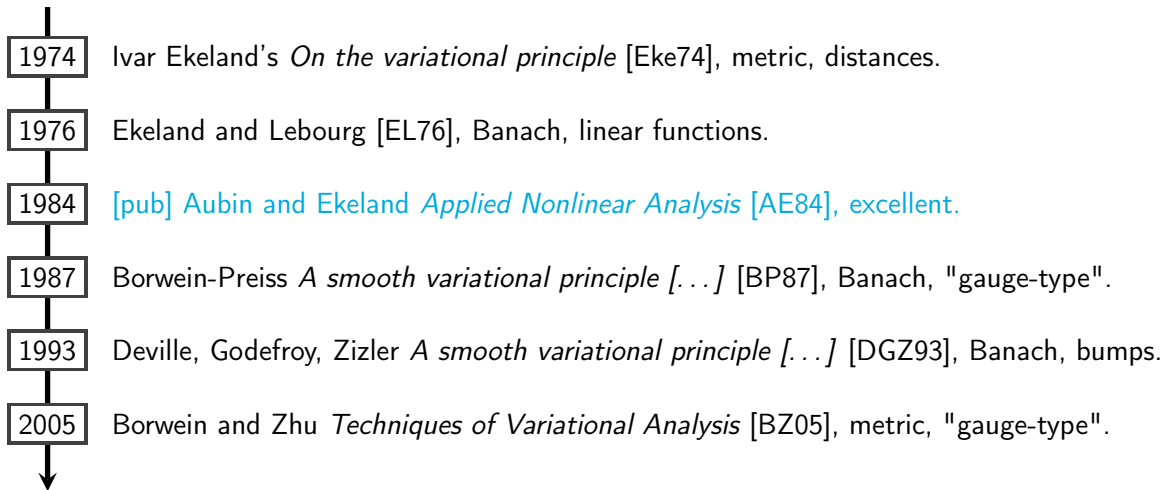 1974 Ivar Ekeland's On the variational principle [Eke74], metric, distances.
1976 Ekeland and Lebourg [EL76], Banach, linear functions.
1984 [pub] Aubin and Ekeland Applied Nonlinear Analysis [AE84], excellent.
1987 Borwein-Preiss A smooth variational principle [...] [BP87], Banach, "gauge-type".
1993 Deville, Godefroy, Zizler A smooth variational principle [...] [DGZ93], Banach, bumps.
2005 Borwein and Zhu Techniques of Variational Analysis [BZ05], metric, "gauge-type".